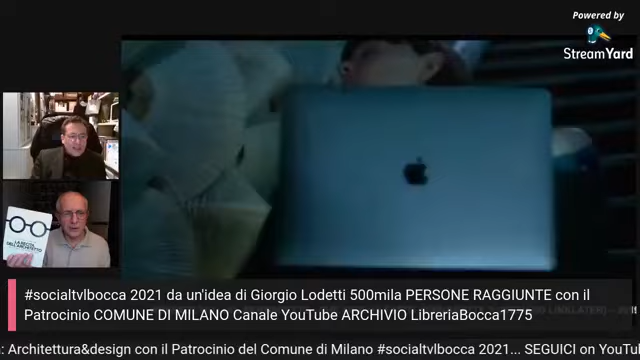 Powered by
StreamYard
#socialtvlbocca 2021 da un'idea di Giorgio Lodetti 500mila PERSONE RAGGIUNTE con il
Patrocinio COMUNE DI MILANO Canale YouTube ARCHIVIO LibreriaBocca1775
: Architettura&design con il Patrocinio del Comune di Milano #socialtvlbocca 2021... SEGUICI on YouTu